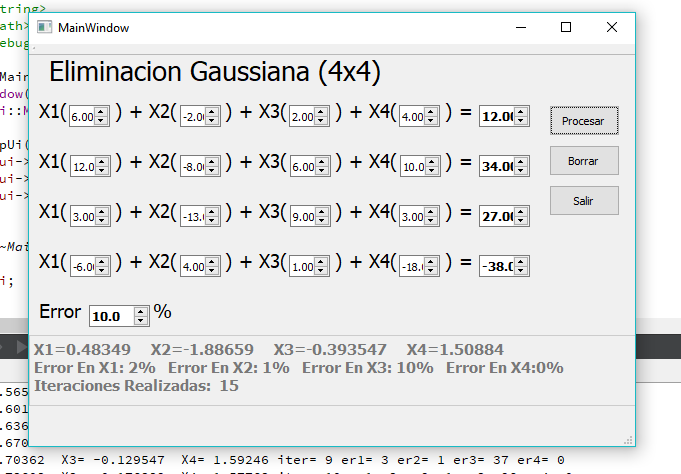 tring>
ath>
ebug
MainWindow
Eliminacion Gaussiana (4x4)
X1( 6.00 ) + X2( -2.00 ) + X3( 2.00 ) + X4( 4.00 ) = 12.00
Procesar
X1( 12.0 ) + X2( -8.00 ) + X3( 6.00 ) + X4( 10.0 ) = 34.00
Borrar
X1( 3.00 ) + X2( -13. ) + X3( 9.00 ) + X4( 3.00 ) = 27.00
Salir
X1( -6.00 ) + X2( 4.00 ) + X3( 1.00 ) + X4( -18. ) = -38.0
Error 10.0 %
X1=0.48349 X2=-1.88659 X3=-0.393547 X4=1.50884
Error En X1: 2% Error En X2: 1% Error En X3: 10% Error En X4:0%
Iteraciones Realizadas: 15
Main
dow(
i::M
pUi(
ui->
ui->
ui->
~Mai
i;
.565
.601
.636
.670
.70362 X3= -0.129547 X4= 1.59246 iter= 9 er1= 3 er2= 1 er3= 37 er4= 0